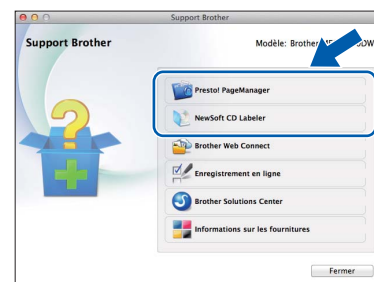 Support Brother
Support Brother
Modèle: Brother
Presto! PageManager
NewSoft CD Labeler
Brother Web Connect
Enregistrement en ligne
Brother Solutions Center
Informations sur les fournitures
Fermer